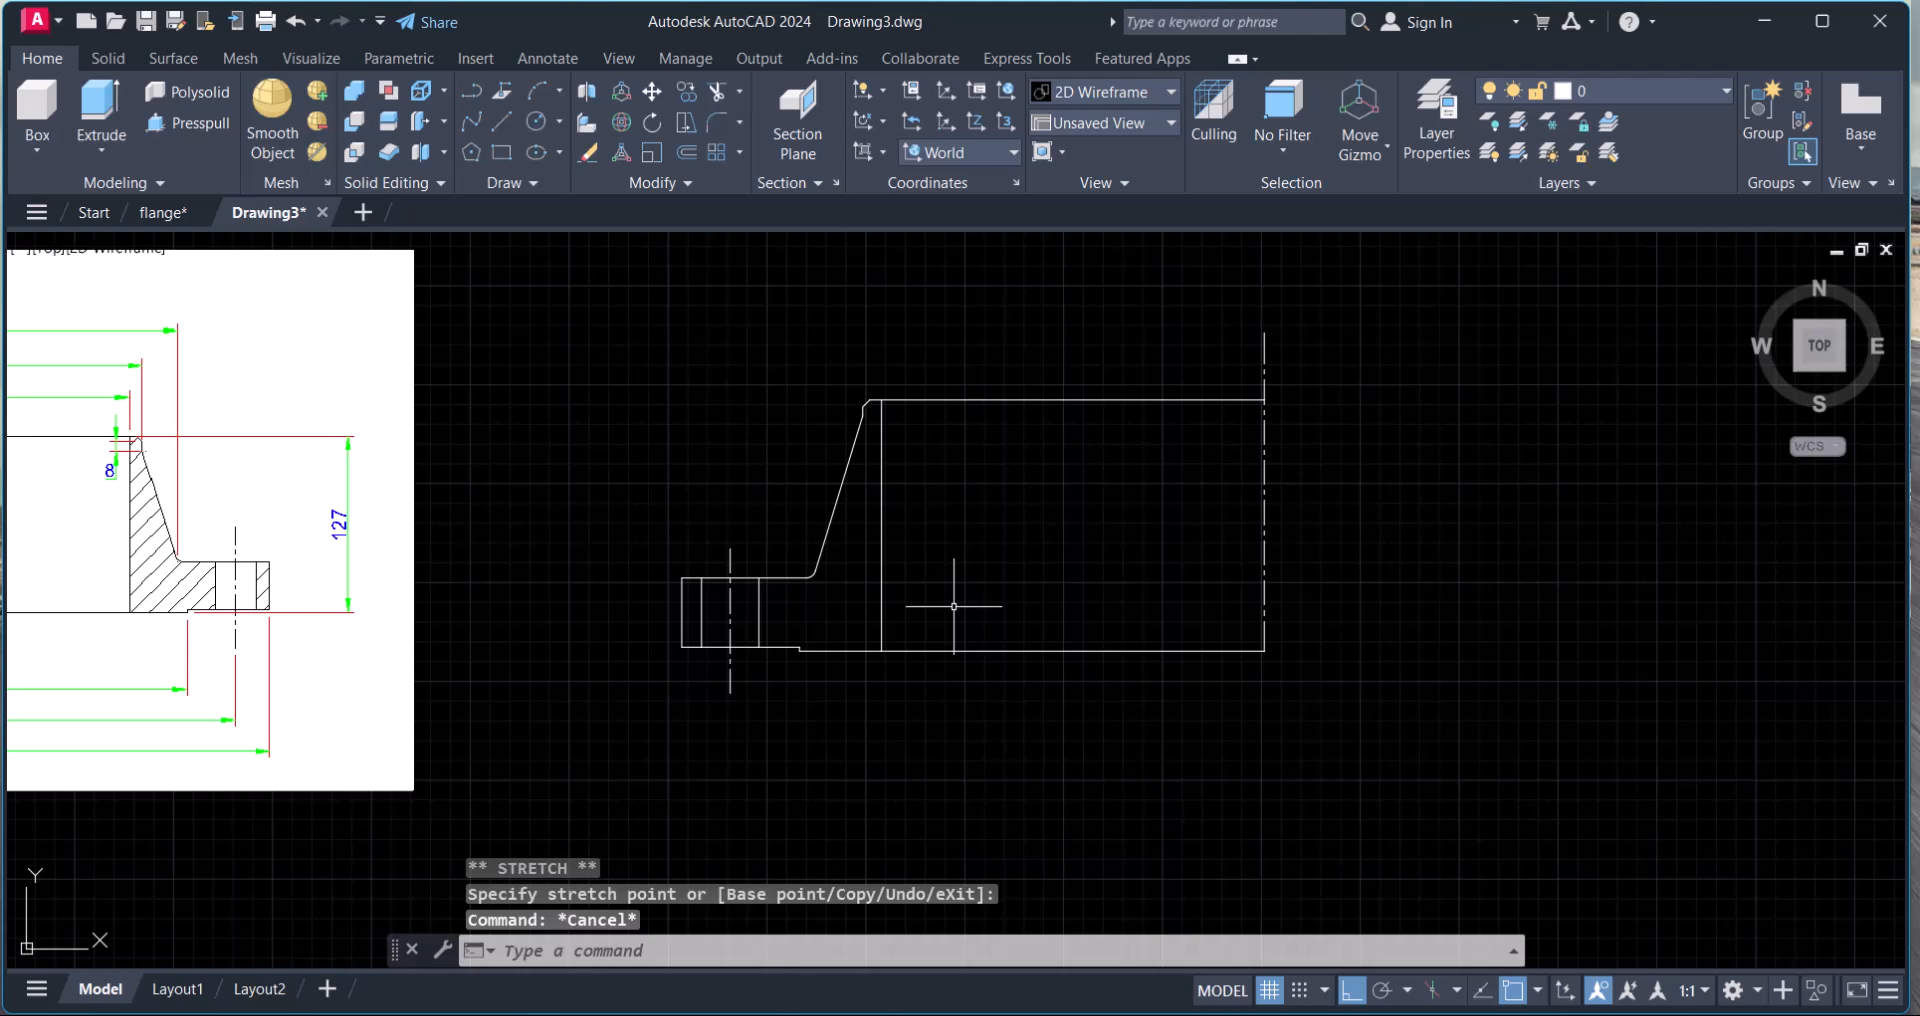 A
Share
Autodesk AutoCAD 2024 Drawing3.dwg
Type a keyword or phrase
Sign In
Home Solid Surface Mesh Visualize Parametric Insert Annotate View Manage Output Add-ins Collaborate Express Tools Featured Apps
Box
Extrude
Polysolid
Presspull
Smooth
Object
Section
Plane
World
2D Wireframe
Unsaved View
Culling
No Filter
Move
Gizmo
Layer
Properties
0
Group
Base
Modeling Mesh Solid Editing Draw Modify Section Coordinates View Selection Layers Groups View
Start flange* Drawing3*
[Top][2D Wireframe]
N
W TOP E
S
WCS
8
127
Y
X
** STRETCH **
Specify stretch point or [Base point/Copy/Undo/eXit]:
Command: *Cancel*
Type a command
Model Layout1 Layout2
MODEL
1:1